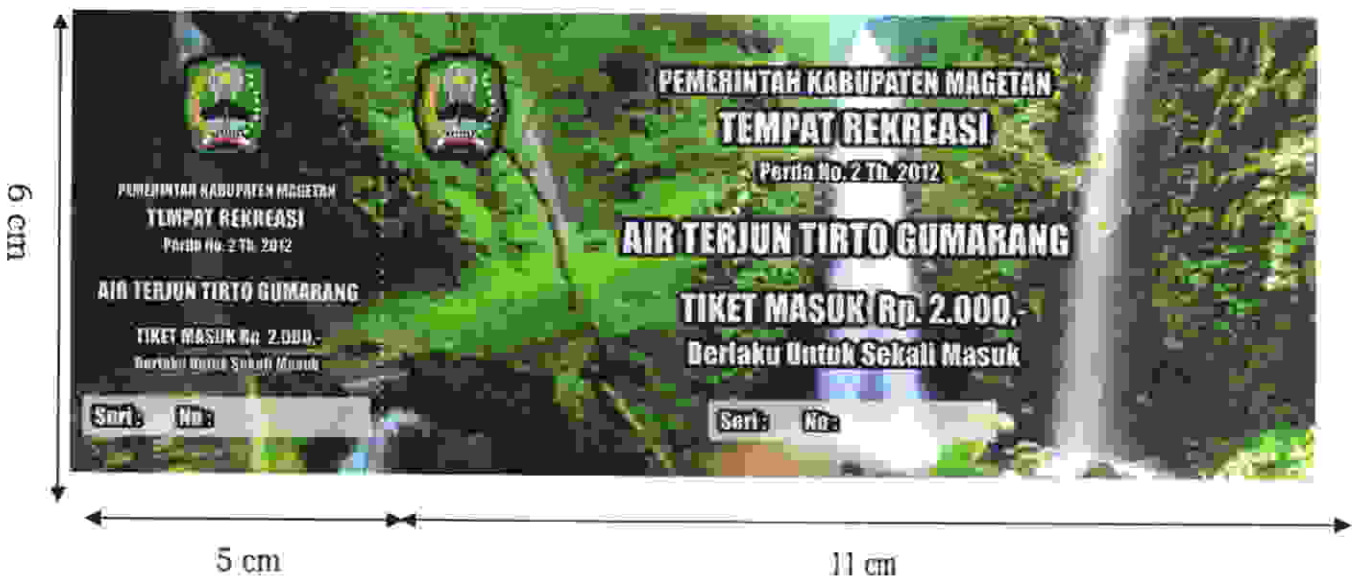 6 cm
PEMERINTAH KABUPATEN MAGETAN
TEMPAT REKREASI
Perda No. 2 Th. 2012
AIR TERJUN TIRTO GUMARANG
TIKET MASUK Rp. 2.000,-
Berlaku Untuk Sekali Masuk
Seri : No :
PEMERINTAH KABUPATEN MAGETAN
TEMPAT REKREASI
Perda No. 2 Th. 2012
AIR TERJUN TIRTO GUMARANG
TIKET MASUK Rp. 2.000,-
Berlaku Untuk Sekali Masuk
Seri : No :
5 cm
11 cm